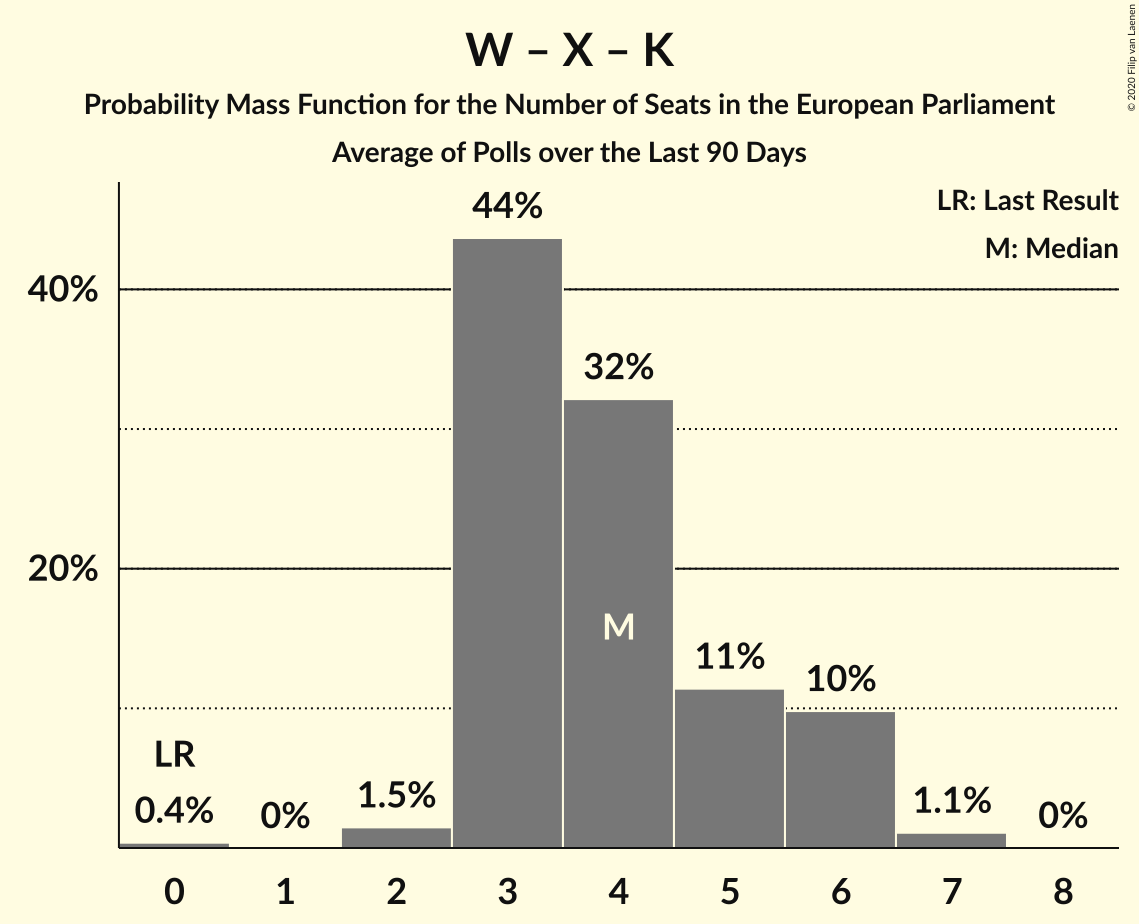 W – X – K
Probability Mass Function for the Number of Seats in the European Parliament
Average of Polls over the Last 90 Days
© 2020 Filip van Laenen
LR: Last Result
M: Median
44%
40%
32%
20%
M
11%
10%
LR
0.4%
0%
1.5%
1.1%
0%
0 1 2 3 4 5 6 7 8